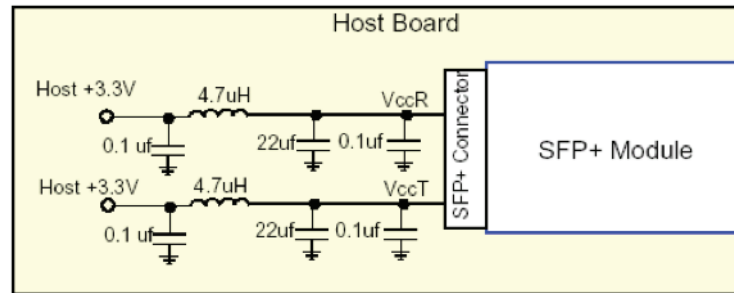 Host Board
Host +3.3V
4.7uH
VccR
0.1 uf
22uf
0.1uf
Host +3.3V
4.7uH
VccT
0.1 uf
22uf
0.1uf
SFP+ Connector
SFP+ Module